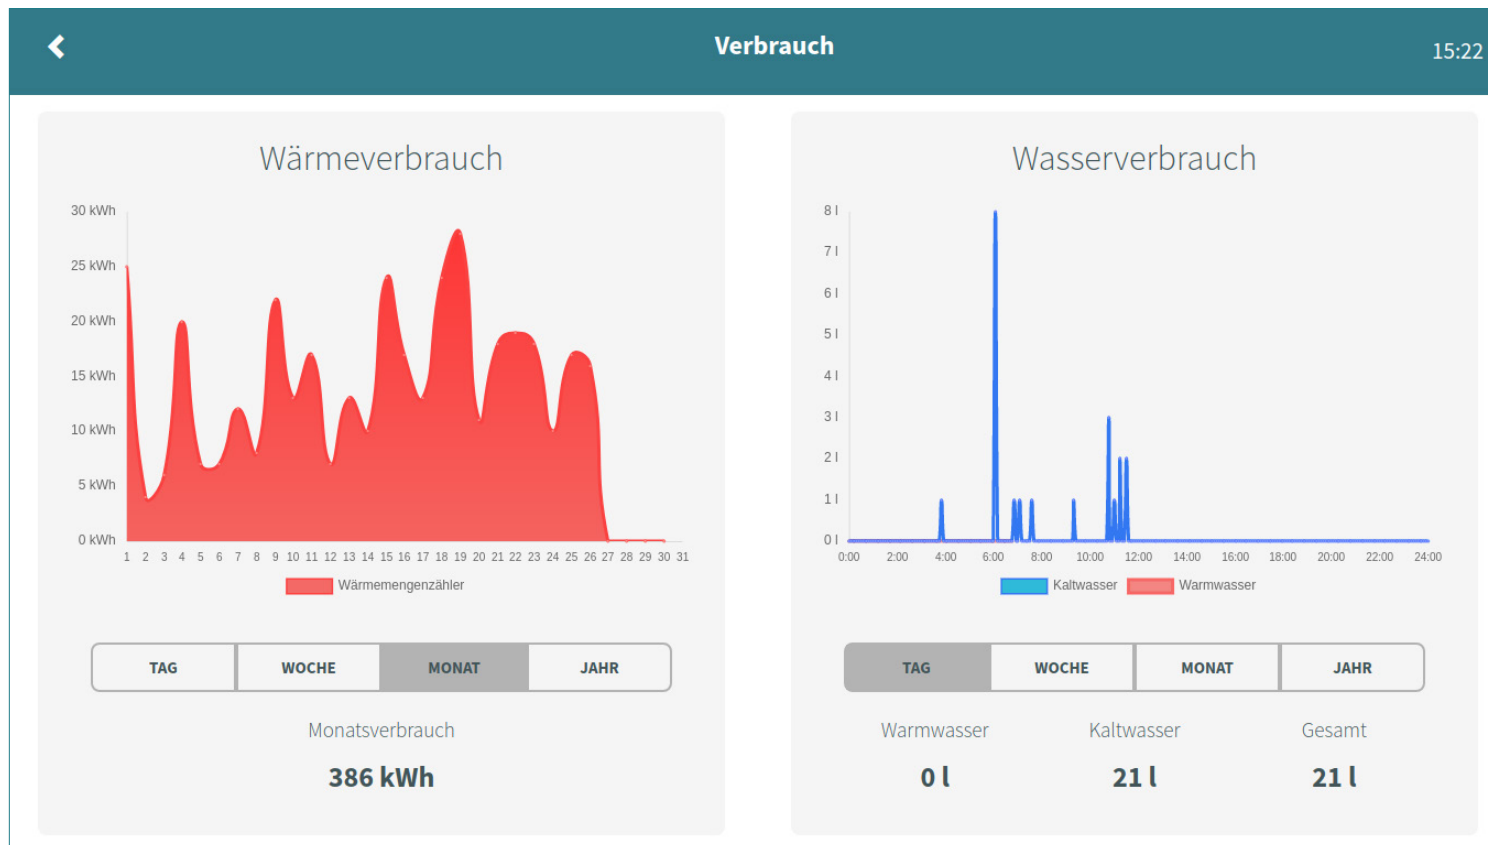 Verbrauch
15:22
Wärmeverbrauch
30 kWh
25 kWh
20 kWh
15 kWh
10 kWh
5 kWh
0 kWh
1 2 3 4 5 6 7 8 9 10 11 12 13 14 15 16 17 18 19 20 21 22 23 24 25 26 27 28 29 30 31
Wärmemengenzähler
TAG WOCHE MONAT JAHR
Monatsverbrauch
386 kWh
Wasserverbrauch
8 l
7 l
6 l
5 l
4 l
3 l
2 l
1 l
0 l
0:00 2:00 4:00 6:00 8:00 10:00 12:00 14:00 16:00 18:00 20:00 22:00 24:00
Kaltwasser Warmwasser
TAG WOCHE MONAT JAHR
Warmwasser Kaltwasser Gesamt
0 l 21 l 21 l